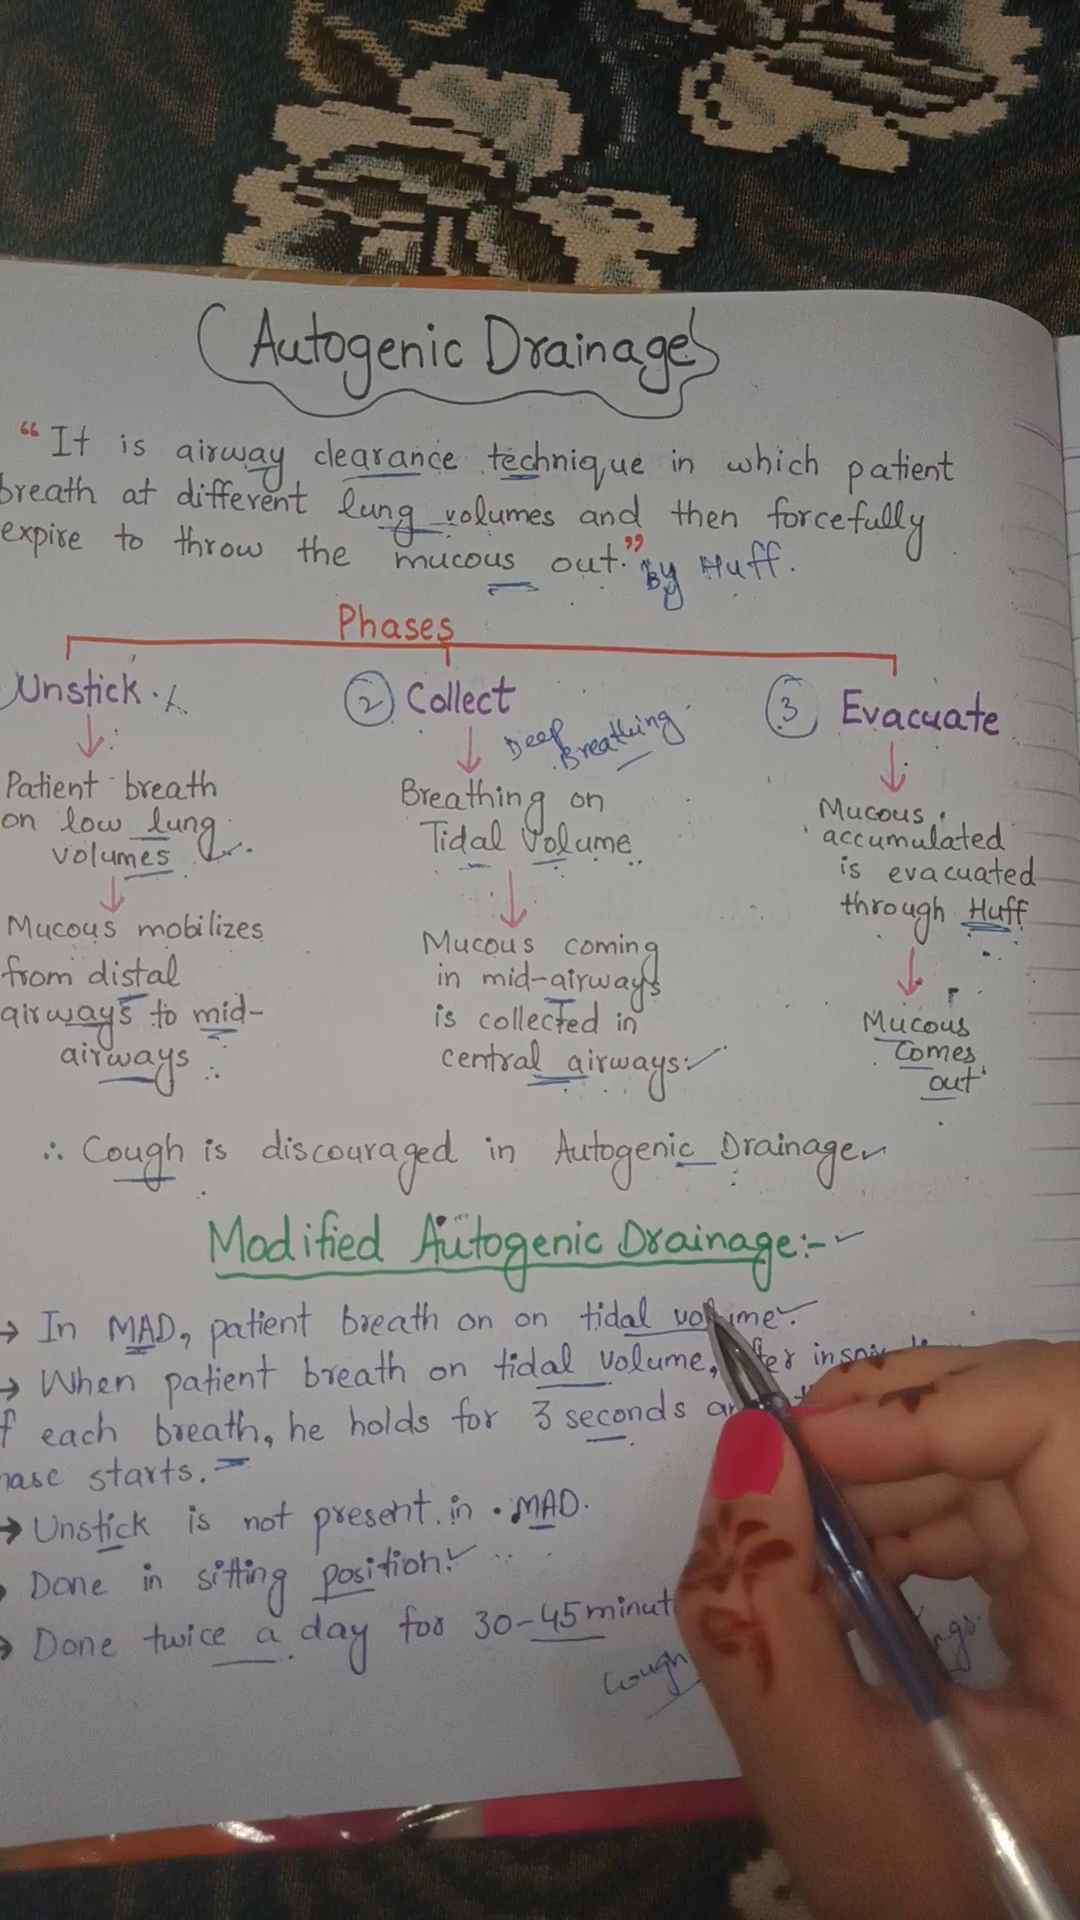 Autogenic Drainage
"It is airway clearance technique in which patient
breath at different lung volumes and then forcefully
expire to throw the mucous out." By Huff.
Phases
Unstick
② Collect
③ Evacuate
Deep Breathing
Patient breath
on low lung
volumes
Mucous mobilizes
from distal
airways to mid-
airways
Breathing on
Tidal Volume
Mucous coming
in mid-airways
is collected in
central airways
Mucous
accumulated
is evacuated
through Huff
Mucous
comes
out
∴ Cough is discouraged in Autogenic Drainage
Modified Autogenic Drainage:-
→ In MAD, patient breath on on tidal volume.
→ When patient breath on tidal volume,
f each breath, he holds for 3 seconds
hase starts.
→ Unstick is not present in MAD.
Done in sitting position
→ Done twice a day for 30-45 minut
Cough